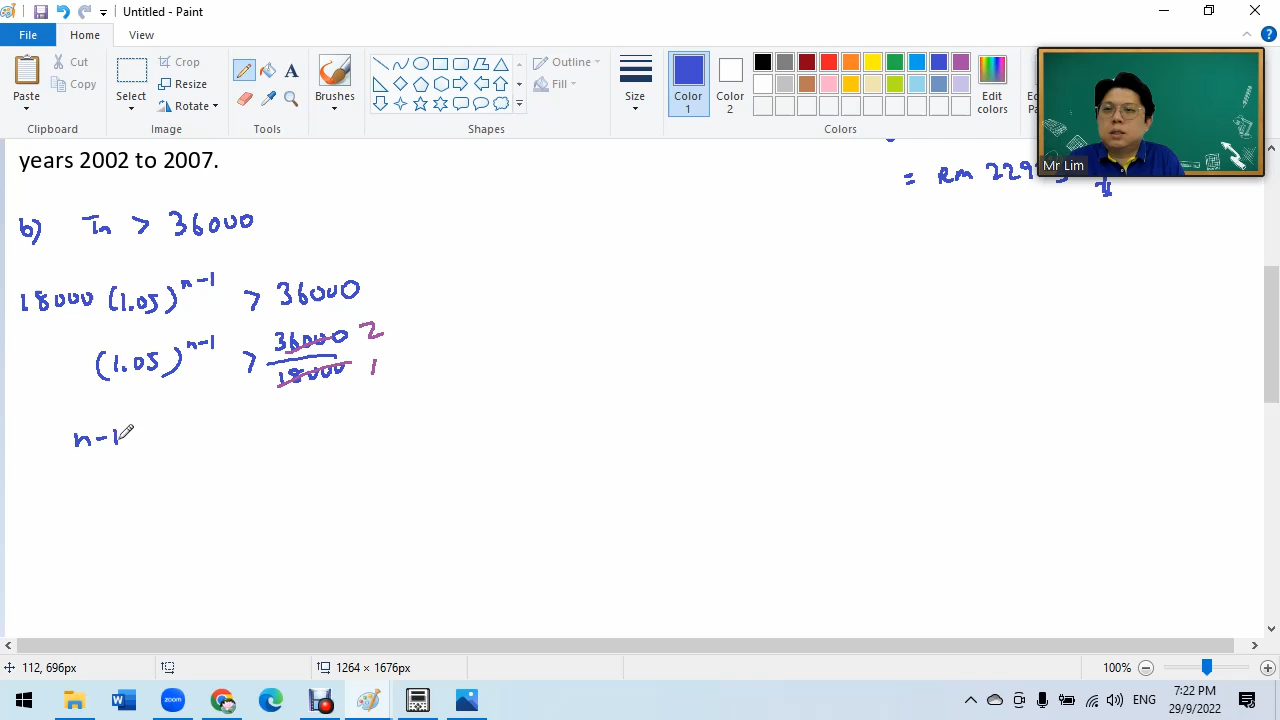 Untitled - Paint
File Home View
Paste Cut Copy Select Crop Resize Rotate A Brushes Outline Fill Size Color 1 Color 2 Edit colors
Clipboard Image Tools Shapes Colors
Mr Lim
years 2002 to 2007.
b) Tn > 36000
18000 (1.05)^n-1 > 36000
(1.05)^n-1 > 36000/18000 2 1
n-1
112, 696px 1264 × 1676px 100%
W zoom ENG 7:22 PM
29/9/2022